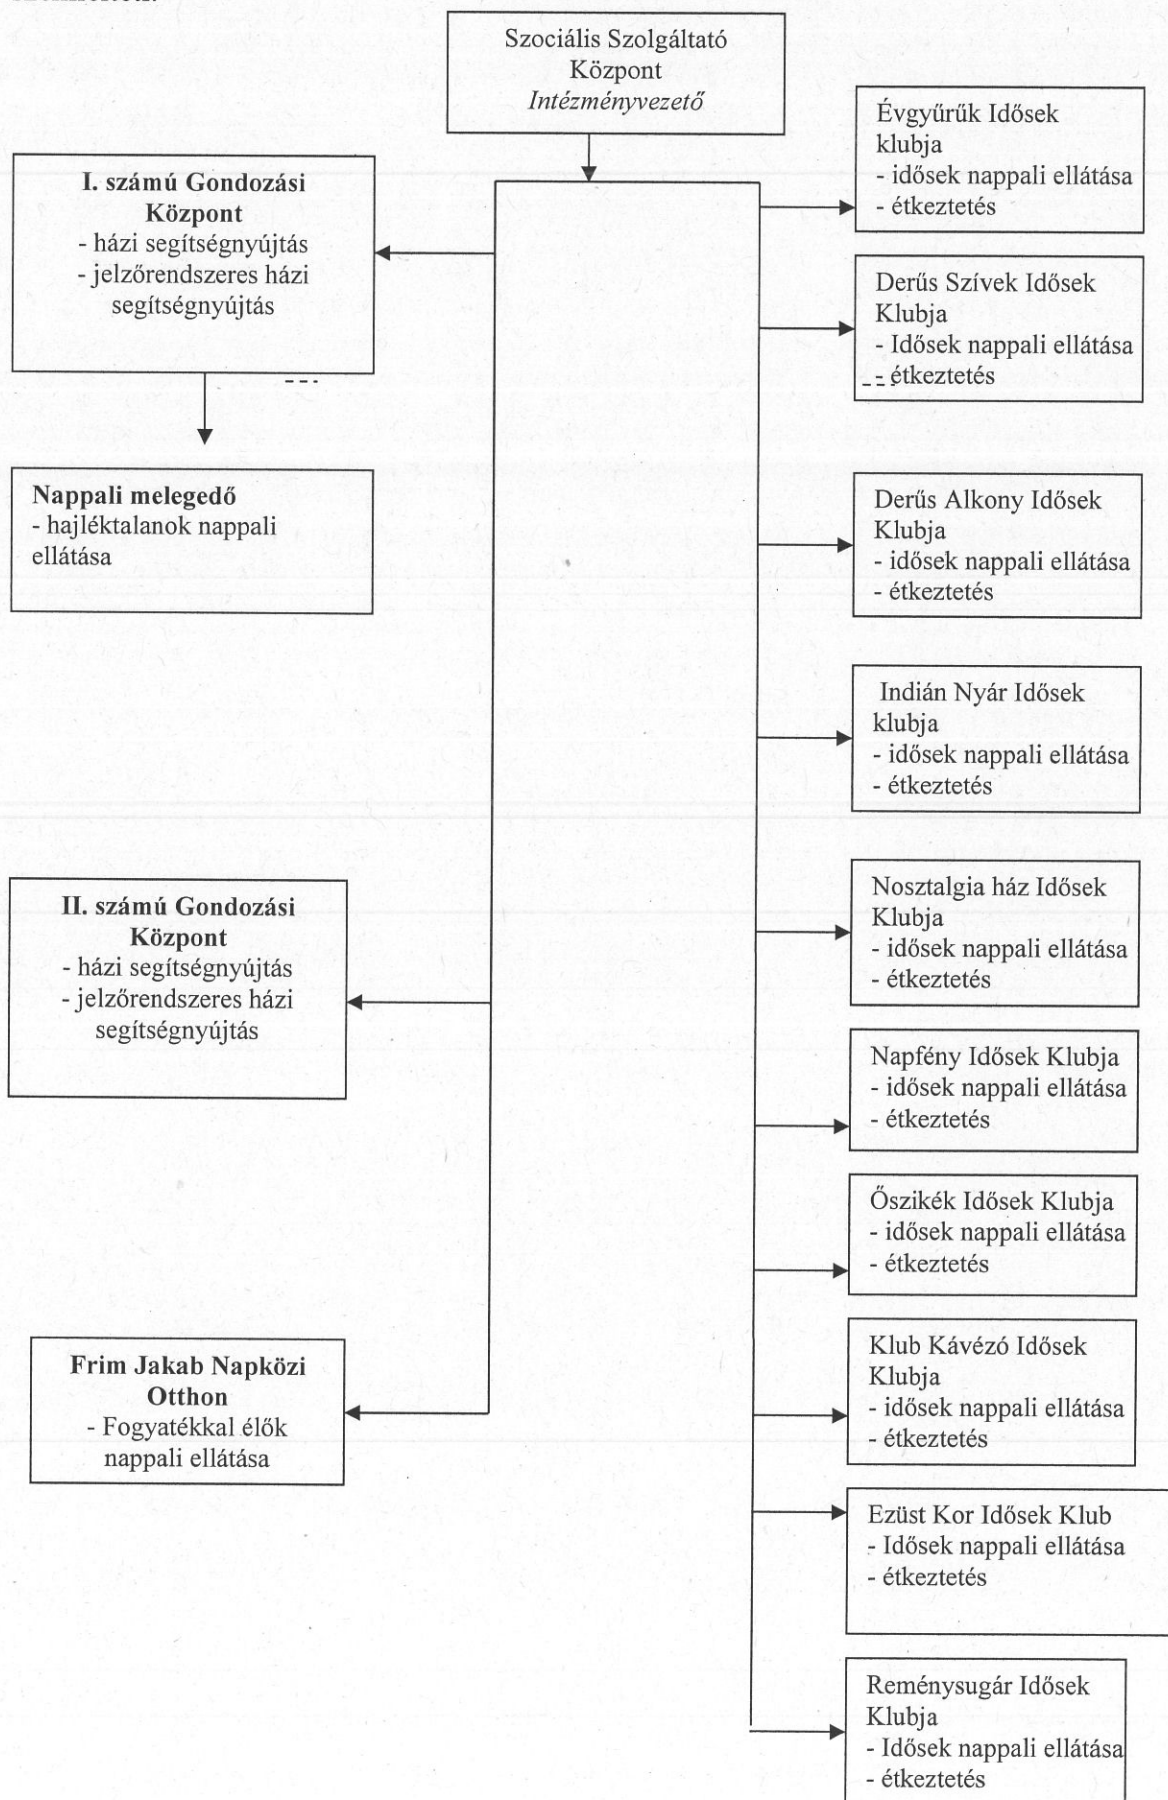 Szociális Szolgáltató
Központ
Intézményvezető
I. számú Gondozási
Központ
- házi segítségnyújtás
- jelzőrendszeres házi
segítségnyújtás
Nappali melegedő
- hajléktalanok nappali
ellátása
II. számú Gondozási
Központ
- házi segítségnyújtás
- jelzőrendszeres házi
segítségnyújtás
Frim Jakab Napközi
Otthon
- Fogyatékkal élők
nappali ellátása
Évgyűrűk Idősek
klubja
- idősek nappali ellátása
- étkeztetés
Derűs Szívek Idősek
Klubja
- Idősek nappali ellátása
- étkeztetés
Derűs Alkony Idősek
Klubja
- idősek nappali ellátása
- étkeztetés
Indián Nyár Idősek
klubja
- idősek nappali ellátása
- étkeztetés
Nosztalgia ház Idősek
Klubja
- idősek nappali ellátása
- étkeztetés
Napfény Idősek Klubja
- idősek nappali ellátása
- étkeztetés
Őszikék Idősek Klubja
- idősek nappali ellátása
- étkeztetés
Klub Kávézó Idősek
Klubja
- idősek nappali ellátása
- étkeztetés
Ezüst Kor Idősek Klub
- Idősek nappali ellátása
- étkeztetés
Reménysugár Idősek
Klubja
- Idősek nappali ellátása
- étkeztetés